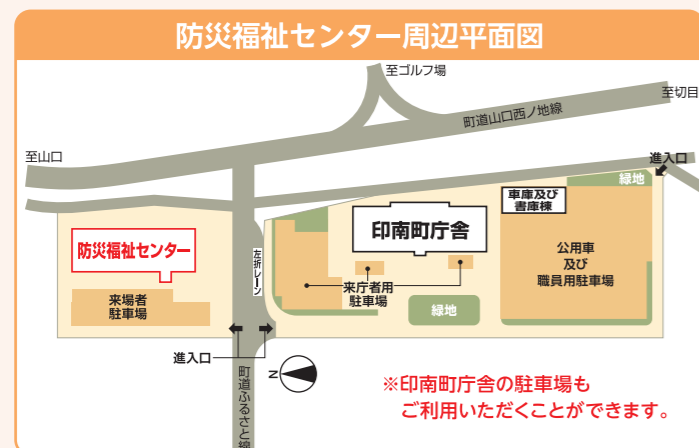 防災福祉センター周辺平面図
至ゴルフ場
至切目
町道山口西ノ地線
至山口
進入口
緑地
車庫及び
書庫棟
印南町庁舎
防災福祉センター
左折レーン
公用車
及び
職員用駐車場
来場者
駐車場
来庁者用
駐車場
緑地
進入口
町道ふるさと線
N
※印南町庁舎の駐車場も
ご利用いただくことができます。